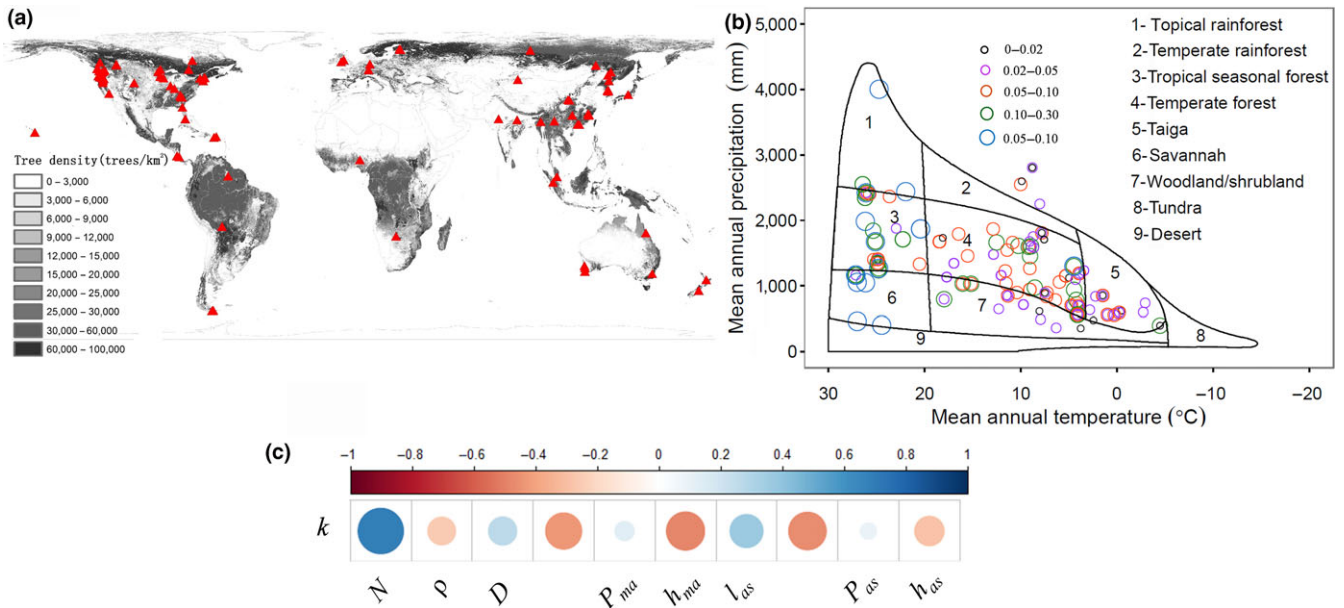 (a)
Tree density(trees/km²)
0 – 3,000
3,000 – 6,000
6,000 – 9,000
9,000 – 12,000
12,000 – 15,000
15,000 – 20,000
20,000 – 25,000
25,000 – 30,000
30,000 –60,000
60,000 – 100,000
(b)
Mean annual precipitation (mm)
5,000
4,000
3,000
2,000
1,000
0
30
20
10
0
−10
−20
Mean annual temperature (°C)
0–0.02
0.02–0.05
0.05–0.10
0.10–0.30
0.05–0.10
1- Topical rainforest
2-Temperate rainforest
3-Tropical seasonal forest
4-Temperate forest
5-Taiga
6-Savannah
7-Woodland/shrubland
8-Tundra
9-Desert
1
2
3
4
5
6
7
8
9
(c)
−1 −0.8 −0.6 −0.4 −0.2 0 0.2 0.4 0.6 0.8 1
k
N ρ D P_ma h_ma l_as P_as h_as